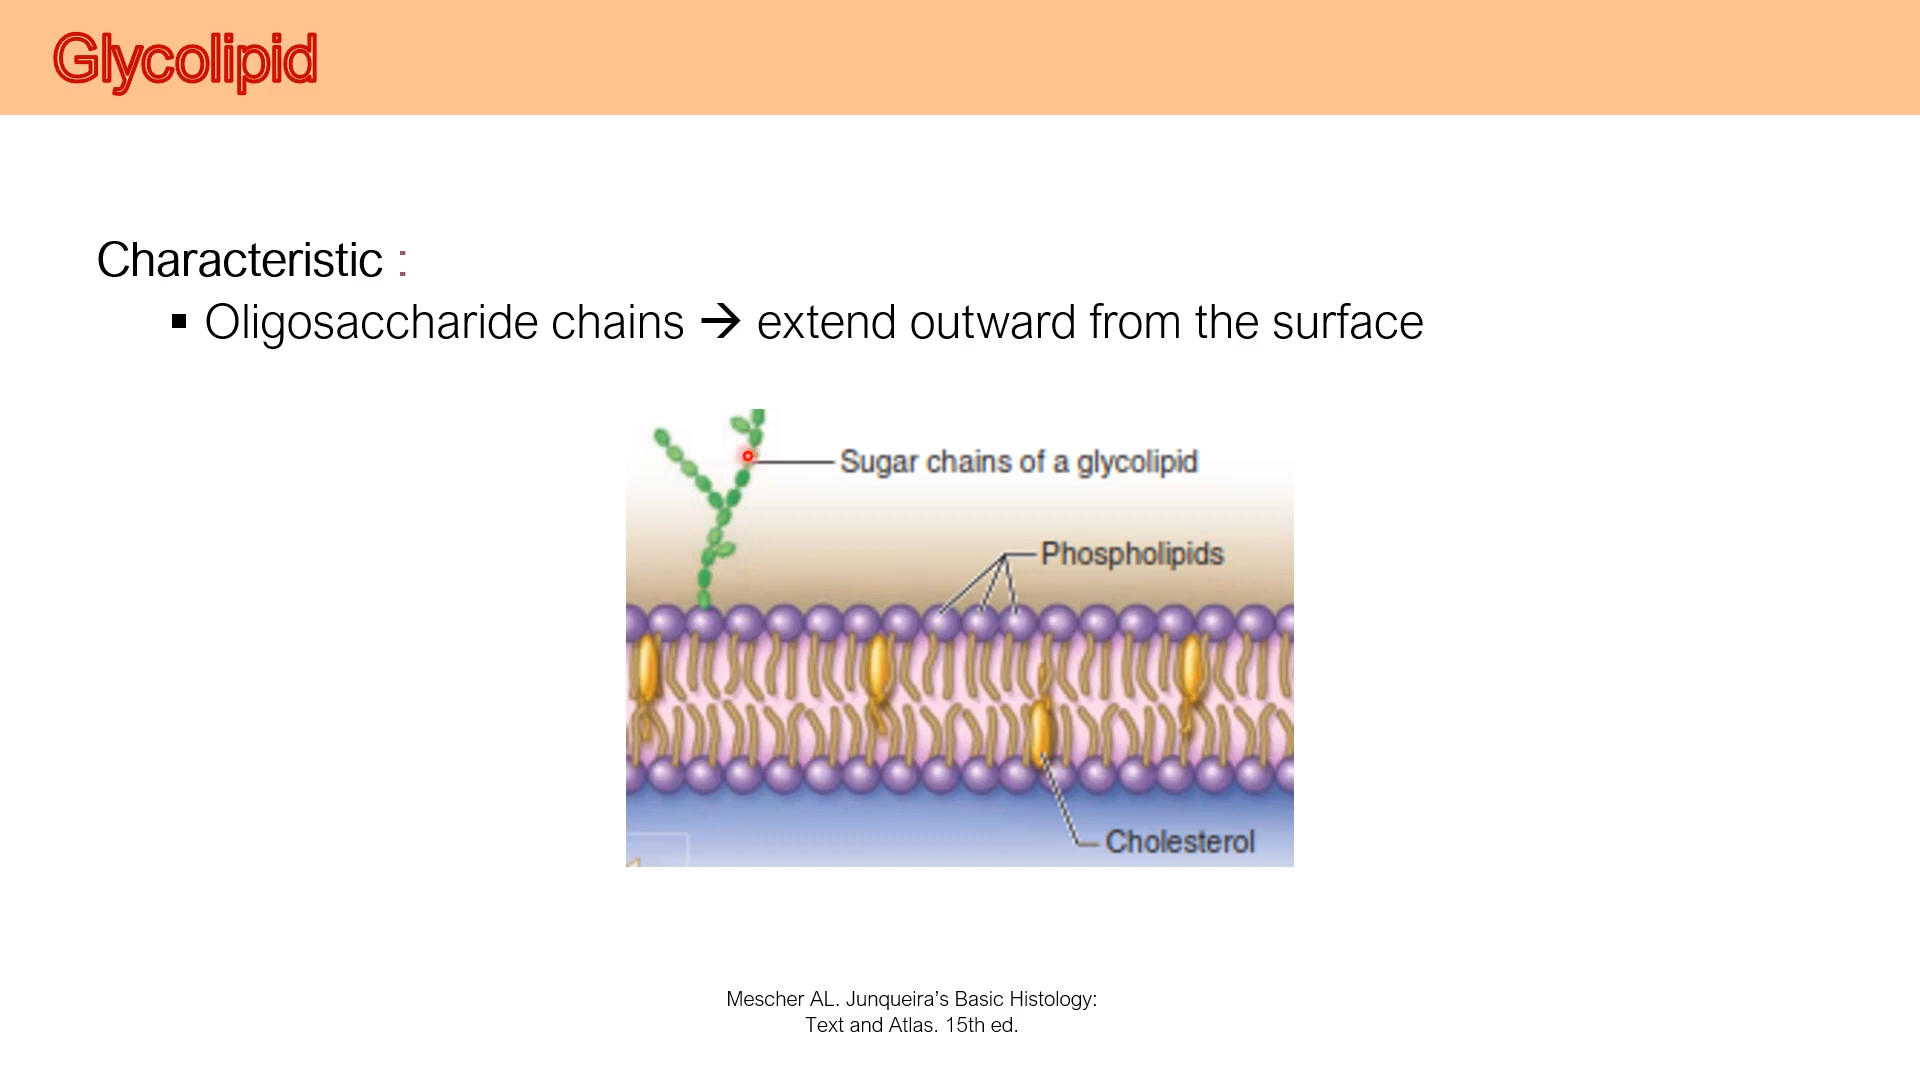 Glycolipid
Characteristic :
▪ Oligosaccharide chains → extend outward from the surface
Sugar chains of a glycolipid
Phospholipids
Cholesterol
Mescher AL. Junqueira’s Basic Histology:
Text and Atlas. 15th ed.